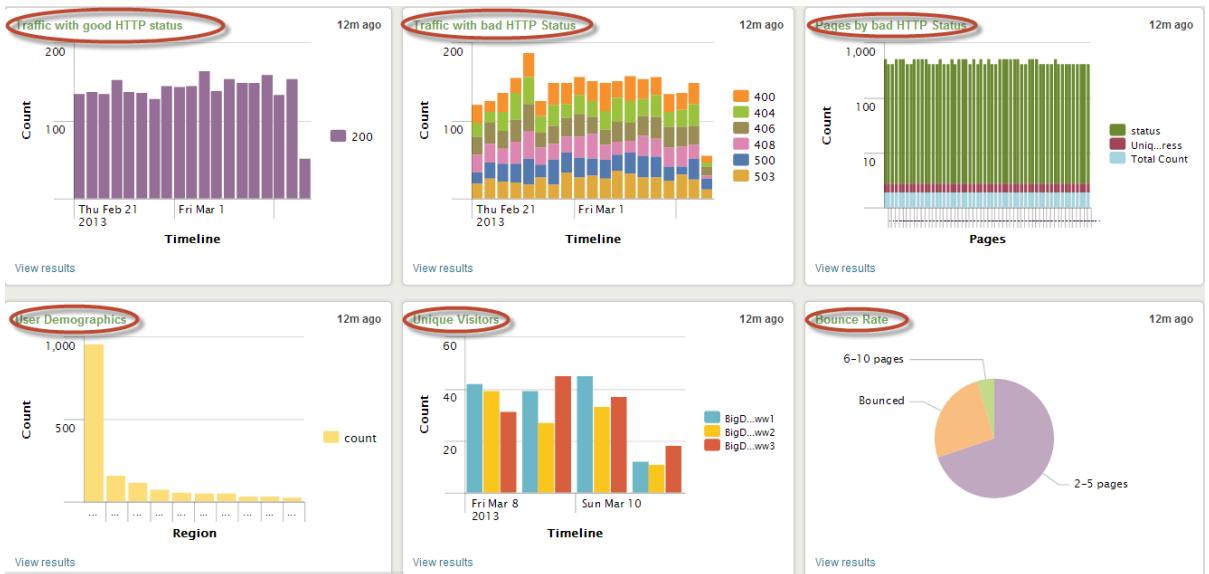 Traffic with good HTTP status
12m ago
200
100
Count
200
Thu Feb 21
2013
Fri Mar 1
Timeline
View results
Traffic with bad HTTP Status
12m ago
200
100
Count
400
404
406
408
500
503
Thu Feb 21
2013
Fri Mar 1
Timeline
View results
Pages by bad HTTP Status
12m ago
1,000
100
10
Count
status
Uniq...ress
Total Count
Pages
View results
User Demographics
12m ago
1,000
500
Count
count
... ... ... ... ... ... ... ... ...
Region
View results
Unique Visitors
12m ago
60
40
20
Count
BigD...ww1
BigD...ww2
BigD...ww3
Fri Mar 8
2013
Sun Mar 10
Timeline
View results
Bounce Rate
12m ago
6-10 pages
Bounced
2-5 pages
View results